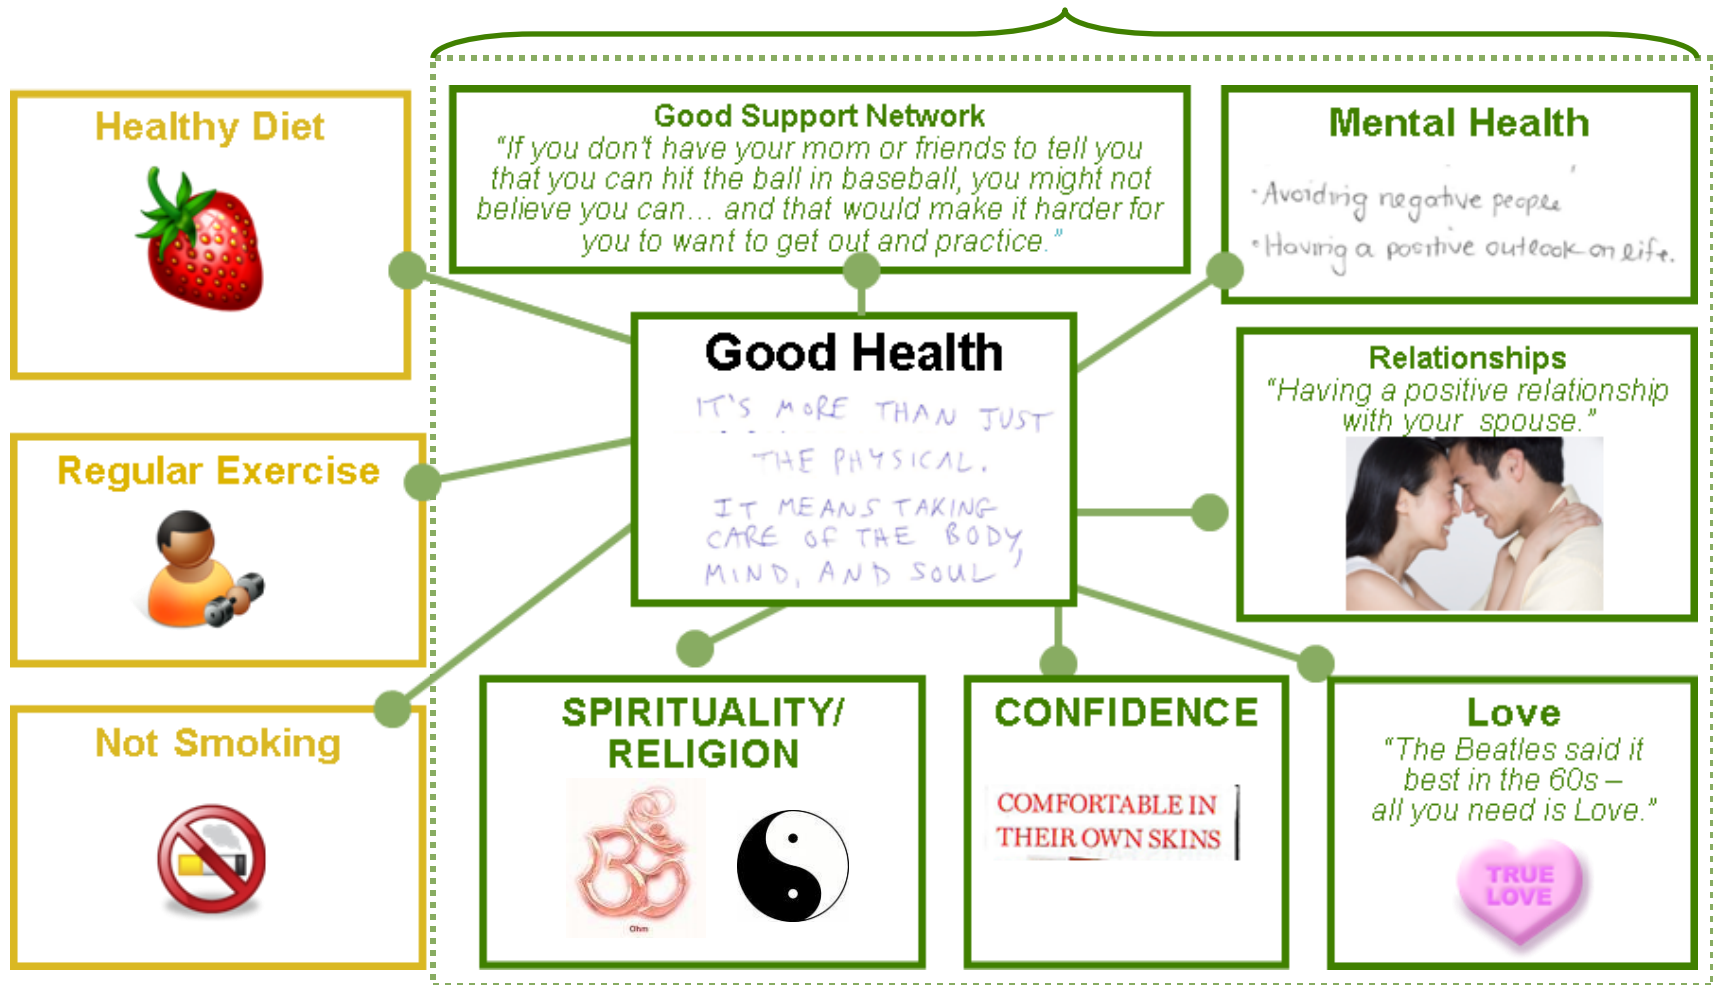 Healthy Diet
Good Support Network
“If you don’t have your mom or friends to tell you
that you can hit the ball in baseball, you might not
believe you can... and that would make it harder for
you to want to get out and practice.”
Mental Health
• Avoiding negative people
• Having a positive outlook on life.
Good Health
IT'S MORE THAN JUST
THE PHYSICAL.
IT MEANS TAKING
CARE OF THE BODY,
MIND, AND SOUL
Relationships
“Having a positive relationship
with your spouse.”
Regular Exercise
Not Smoking
SPIRITUALITY/
RELIGION
Ohm
CONFIDENCE
COMFORTABLE IN
THEIR OWN SKINS
Love
“The Beatles said it
best in the 60s –
all you need is Love.”
TRUE
LOVE